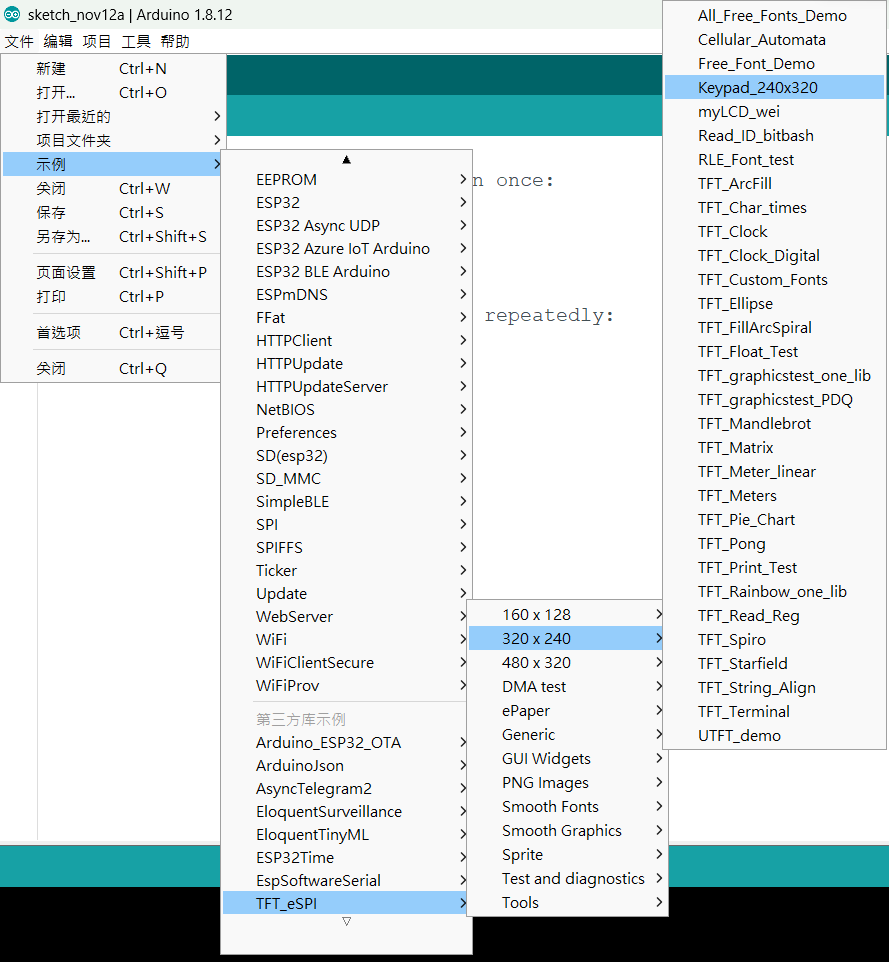 sketch_nov12a | Arduino 1.8.12
文件 编辑 项目 工具 帮助
新建 Ctrl+N
打开... Ctrl+O
打开最近的
项目文件夹
示例
关闭 Ctrl+W
保存 Ctrl+S
另存为... Ctrl+Shift+S
页面设置 Ctrl+Shift+P
打印 Ctrl+P
首选项 Ctrl+逗号
关闭 Ctrl+Q
n once:
repeatedly:
EEPROM
ESP32
ESP32 Async UDP
ESP32 Azure IoT Arduino
ESP32 BLE Arduino
ESPmDNS
FFat
HTTPClient
HTTPUpdate
HTTPUpdateServer
NetBIOS
Preferences
SD(esp32)
SD_MMC
SimpleBLE
SPI
SPIFFS
Ticker
Update
WebServer
WiFi
WiFiClientSecure
WiFiProv
第三方库示例
Arduino_ESP32_OTA
ArduinoJson
AsyncTelegram2
EloquentSurveillance
EloquentTinyML
ESP32Time
EspSoftwareSerial
TFT_eSPI
160 x 128
320 x 240
480 x 320
DMA test
ePaper
Generic
GUI Widgets
PNG Images
Smooth Fonts
Smooth Graphics
Sprite
Test and diagnostics
Tools
All_Free_Fonts_Demo
Cellular_Automata
Free_Font_Demo
Keypad_240x320
myLCD_wei
Read_ID_bitbash
RLE_Font_test
TFT_ArcFill
TFT_Char_times
TFT_Clock
TFT_Clock_Digital
TFT_Custom_Fonts
TFT_Ellipse
TFT_FillArcSpiral
TFT_Float_Test
TFT_graphicstest_one_lib
TFT_graphicstest_PDQ
TFT_Mandlebrot
TFT_Matrix
TFT_Meter_linear
TFT_Meters
TFT_Pie_Chart
TFT_Pong
TFT_Print_Test
TFT_Rainbow_one_lib
TFT_Read_Reg
TFT_Spiro
TFT_Starfield
TFT_String_Align
TFT_Terminal
UTFT_demo